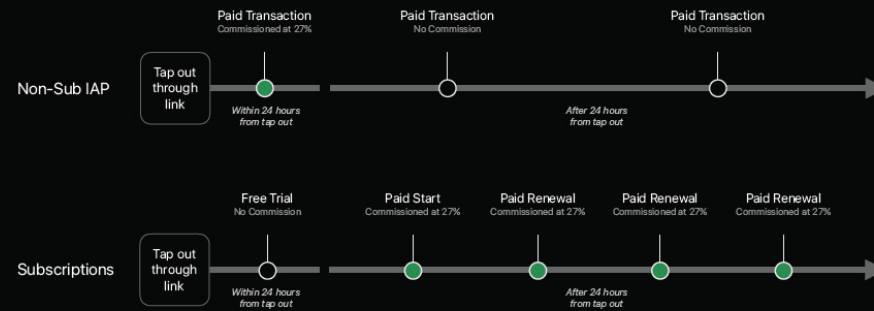 Paid Transaction
Commissioned at 27%
Paid Transaction
No Commission
Paid Transaction
No Commission
Non-Sub IAP
Tap out
through
link
Within 24 hours
from tap out
After 24 hours
from tap out
Free Trial
No Commission
Paid Start
Commissioned at 27%
Paid Renewal
Commissioned at 27%
Paid Renewal
Commissioned at 27%
Paid Renewal
Commissioned at 27%
Subscriptions
Tap out
through
link
Within 24 hours
from tap out
After 24 hours
from tap out